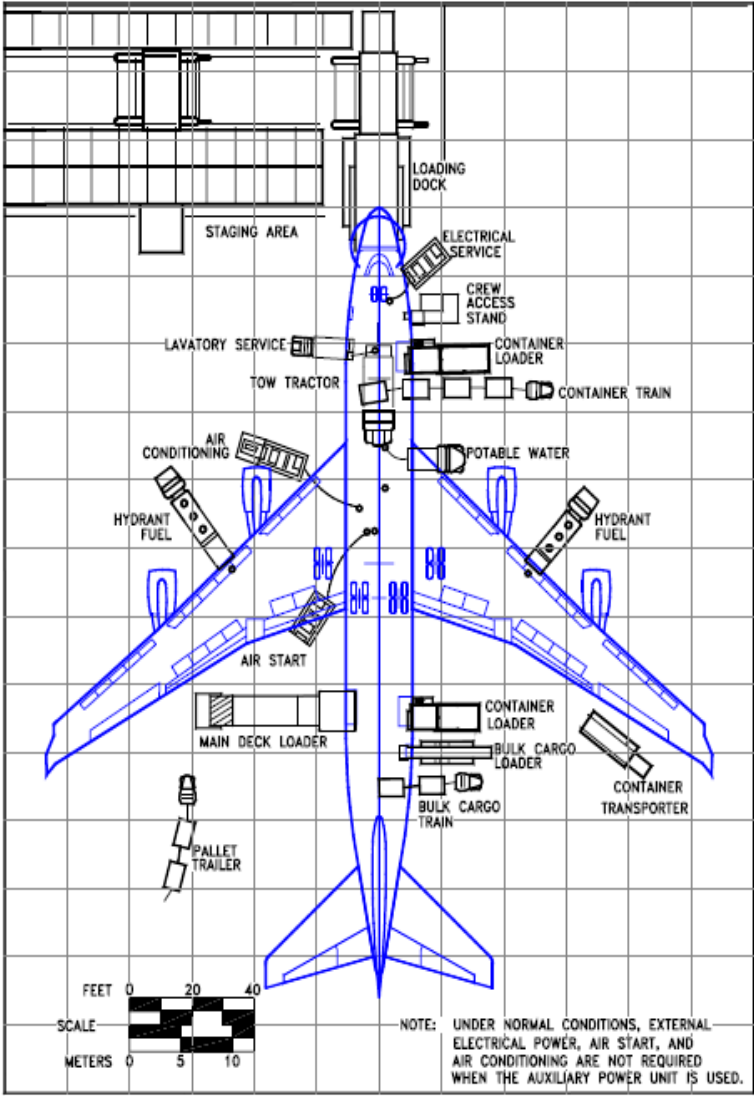 LOADING
DOCK
STAGING AREA
ELECTRICAL
SERVICE
CREW
ACCESS
STAND
LAVATORY SERVICE
CONTAINER
LOADER
TOW TRACTOR
CONTAINER TRAIN
AIR
CONDITIONING
POTABLE WATER
HYDRANT
FUEL
HYDRANT
FUEL
AIR START
CONTAINER
LOADER
MAIN DECK LOADER
BULK CARGO
LOADER
CONTAINER
TRANSPORTER
BULK CARGO
TRAIN
PALLET
TRAILER
FEET 0 20 40
SCALE
METERS 0 5 10
NOTE: UNDER NORMAL CONDITIONS, EXTERNAL
ELECTRICAL POWER, AIR START, AND
AIR CONDITIONING ARE NOT REQUIRED
WHEN THE AUXILIARY POWER UNIT IS USED.